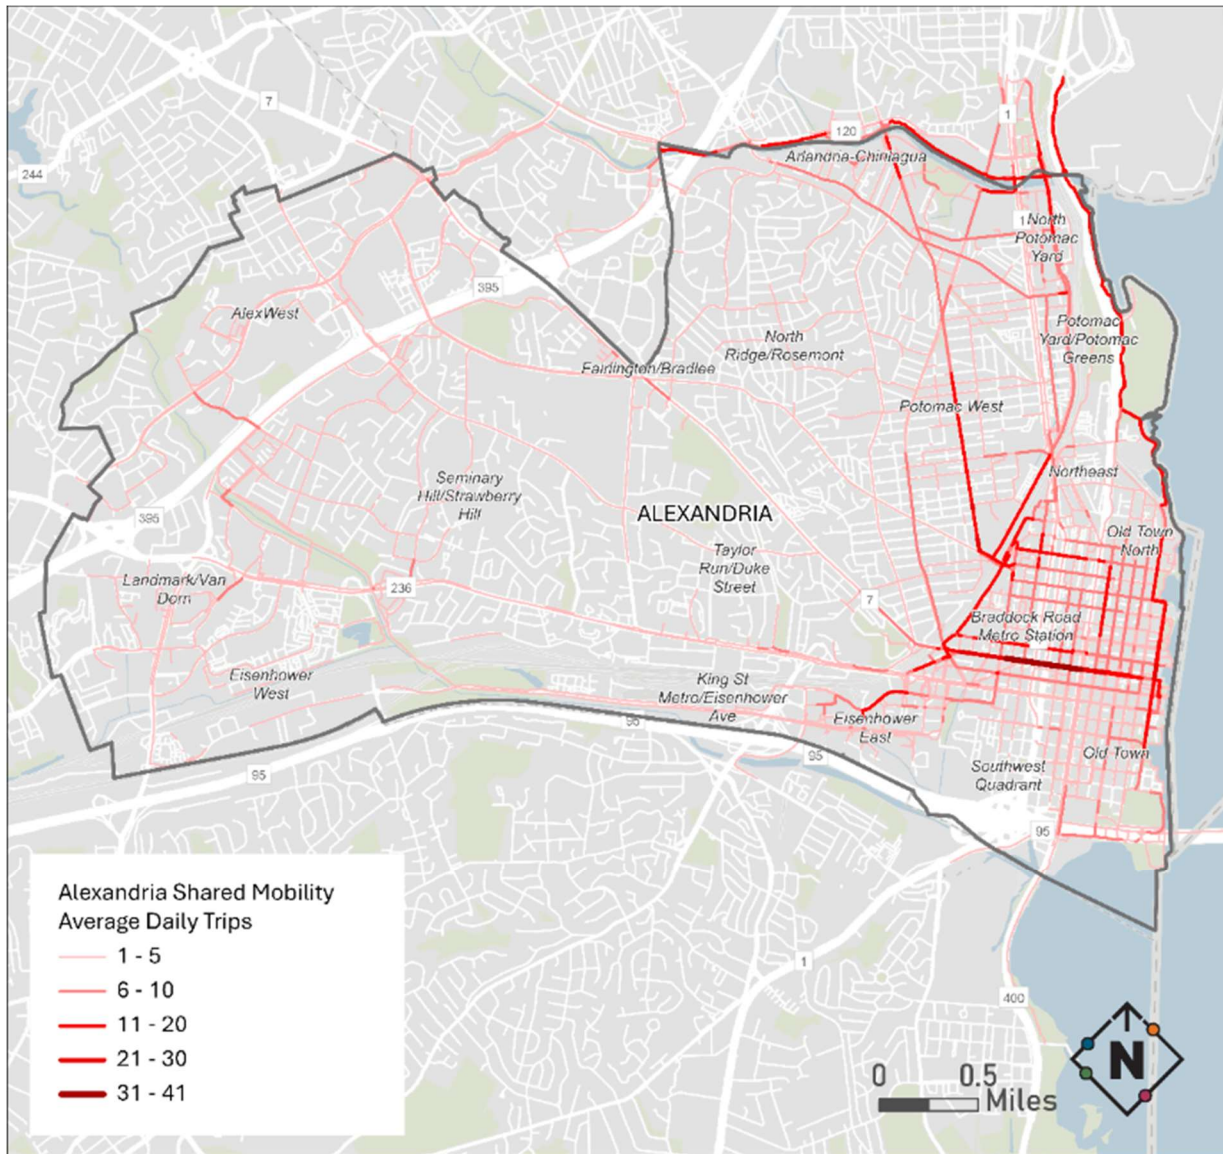 7
1
120
244
Arlandria-Chirilagua
1
North
Potomac
Yard
395
AlexWest
North
Ridge/Rosemont
Potomac
Yard/Potomac
Greens
Fairlington/Bradlee
Potomac West
Northeast
Seminary
Hill/Strawberry
Hill
ALEXANDRIA
395
Old Town
North
Taylor
Run/Duke
Street
Landmark/Van
Dorn
236
7
Braddock Road
Metro Station
Eisenhower
West
King St
Metro/Eisenhower
Ave
95
Eisenhower
East
Old Town
95
95
Southwest
Quadrant
95
Alexandria Shared Mobility
Average Daily Trips
1 - 5
6 - 10
11 - 20
21 - 30
31 - 41
1
400
N
0 0.5
Miles